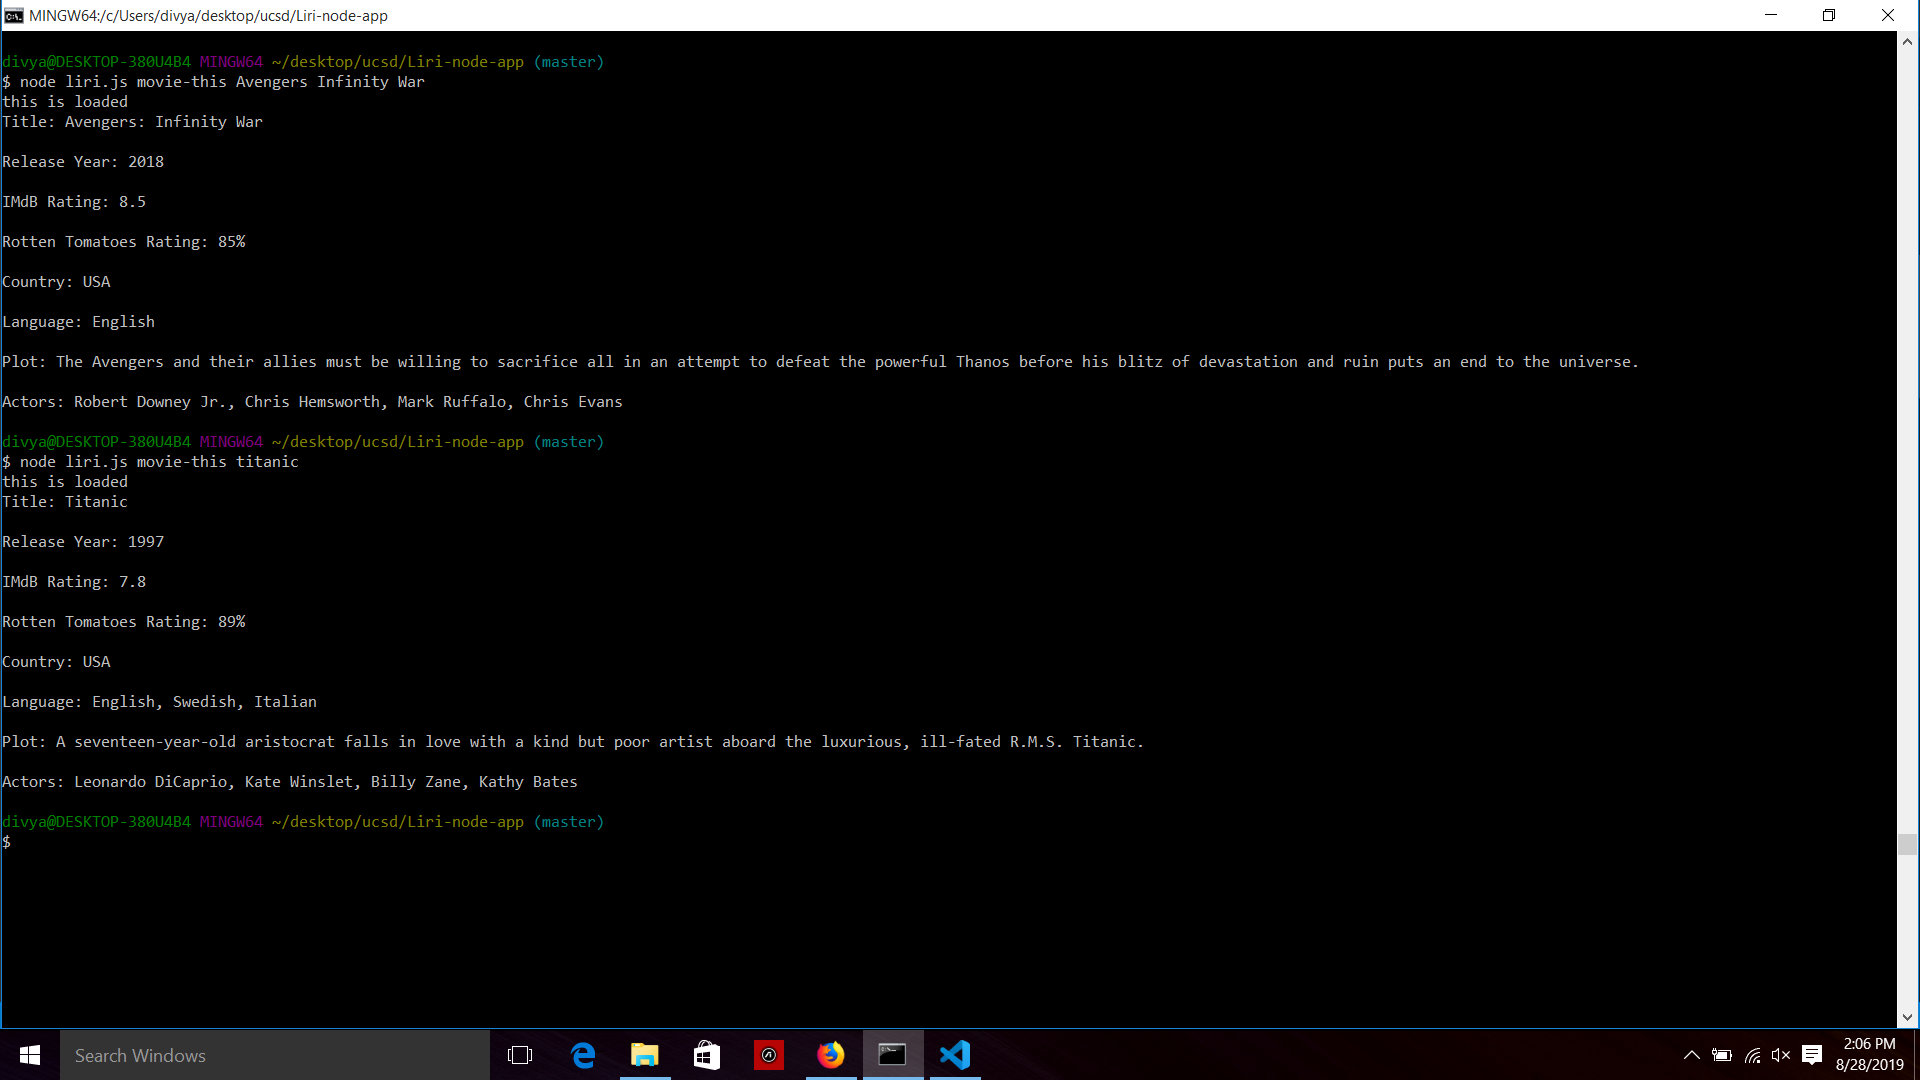 MINGW64:/c/Users/divya/desktop/ucsd/Liri-node-app
divya@DESKTOP-380U4B4 MINGW64 ~/desktop/ucsd/Liri-node-app (master)
$ node liri.js movie-this Avengers Infinity War
this is loaded
Title: Avengers: Infinity War
Release Year: 2018
IMdB Rating: 8.5
Rotten Tomatoes Rating: 85%
Country: USA
Language: English
Plot: The Avengers and their allies must be willing to sacrifice all in an attempt to defeat the powerful Thanos before his blitz of devastation and ruin puts an end to the universe.
Actors: Robert Downey Jr., Chris Hemsworth, Mark Ruffalo, Chris Evans
divya@DESKTOP-380U4B4 MINGW64 ~/desktop/ucsd/Liri-node-app (master)
$ node liri.js movie-this titanic
this is loaded
Title: Titanic
Release Year: 1997
IMdB Rating: 7.8
Rotten Tomatoes Rating: 89%
Country: USA
Language: English, Swedish, Italian
Plot: A seventeen-year-old aristocrat falls in love with a kind but poor artist aboard the luxurious, ill-fated R.M.S. Titanic.
Actors: Leonardo DiCaprio, Kate Winslet, Billy Zane, Kathy Bates
divya@DESKTOP-380U4B4 MINGW64 ~/desktop/ucsd/Liri-node-app (master)
$
Search Windows
2:06 PM
8/28/2019